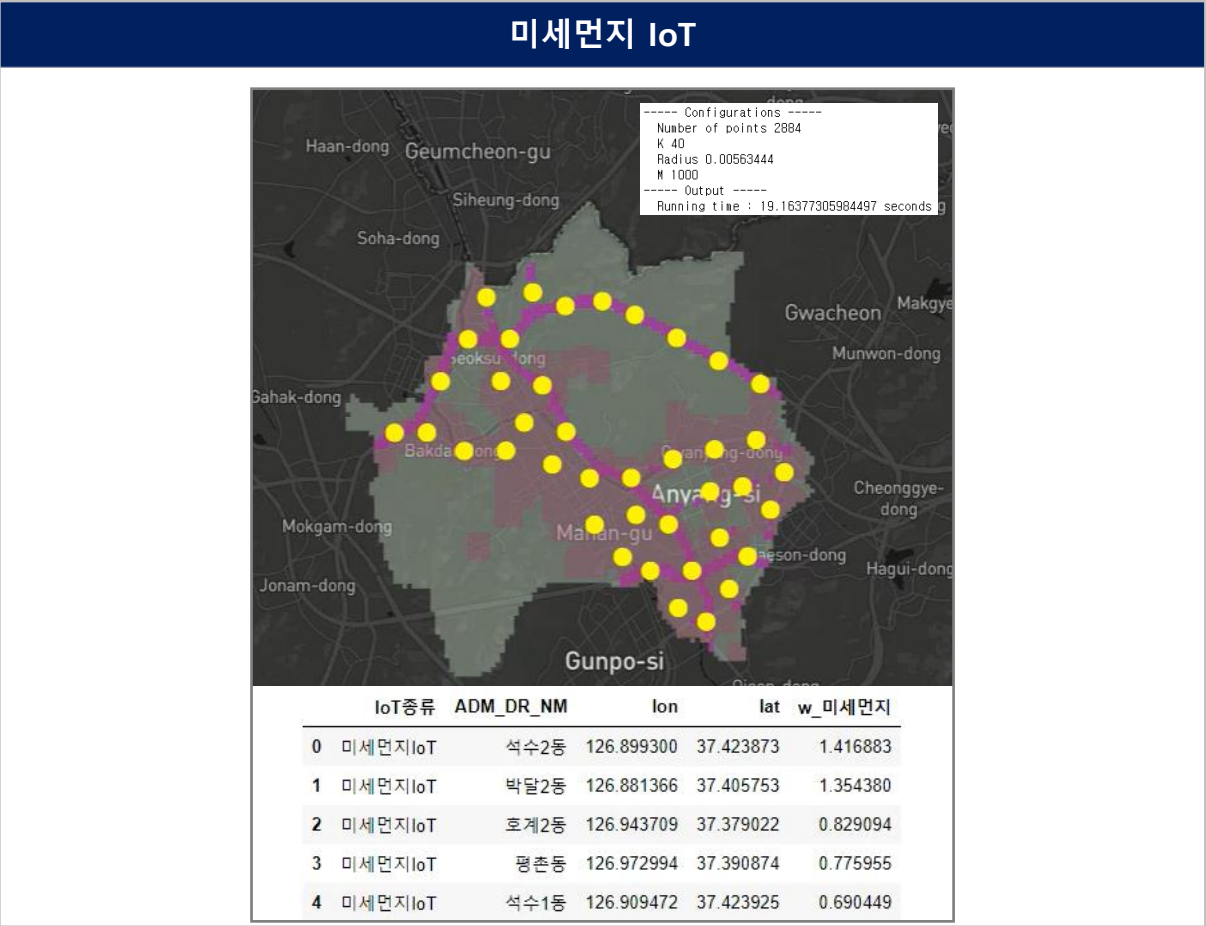 미세먼지 IoT
----- Configurations -----
Number of points 2884
K 40
Radius 0.00563444
M 1000
----- Output -----
Running time : 19.16377305984497 seconds
Haan-dong
Geumcheon-gu
Siheung-dong
Soha-dong
Gwacheon
Makgye
Munwon-dong
Gahak-dong
Anyang-si
Cheonggye-
dong
Mokgam-dong
Manan-gu
Hagui-dong
Jonam-dong
Gunpo-si
IoT종류 ADM_DR_NM lon lat w_미세먼지
0 미세먼지IoT 석수2동 126.899300 37.423873 1.416883
1 미세먼지IoT 박달2동 126.881366 37.405753 1.354380
2 미세먼지IoT 호계2동 126.943709 37.379022 0.829094
3 미세먼지IoT 평촌동 126.972994 37.390874 0.775955
4 미세먼지IoT 석수1동 126.909472 37.423925 0.690449